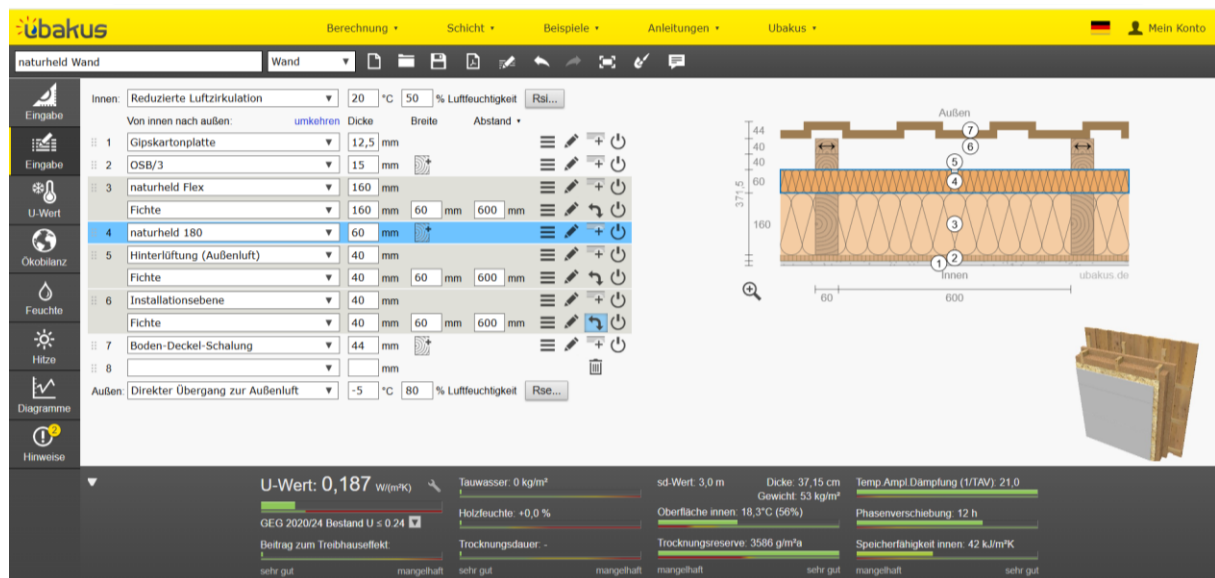 übakus
Berechnung
Schicht
Beispiele
Anleitungen
Ubakus
Mein Konto
naturheld Wand
Wand
Eingabe
Eingabe
U-Wert
Ökobilanz
Feuchte
Hitze
Diagramme
2
Hinweise
Innen: Reduzierte Luftzirkulation 20 °C 50 % Luftfeuchtigkeit Rsi...
Von innen nach außen: umkehren Dicke Breite Abstand
1 Gipskartonplatte 12,5 mm
2 OSB/3 15 mm
3 naturheld Flex 160 mm
Fichte 160 mm 60 mm 600 mm
4 naturheld 180 60 mm
5 Hinterlüftung (Außenluft) 40 mm
Fichte 40 mm 60 mm 600 mm
6 Installationsebene 40 mm
Fichte 40 mm 60 mm 600 mm
7 Boden-Deckel-Schalung 44 mm
8 mm
Außen: Direkter Übergang zur Außenluft -5 °C 80 % Luftfeuchtigkeit Rse...
Außen
44 7
40 6
40 5
60 4
371,5
160 3
1 2
Innen
ubakus.de
60 600
U-Wert: 0,187 W/(m²K)
GEG 2020/24 Bestand U ≤ 0.24
Beitrag zum Treibhauseffekt:
sehr gut mangelhaft
Tauwasser: 0 kg/m²
Holzfeuchte: +0,0 %
Trocknungsdauer: -
sehr gut mangelhaft
sd-Wert: 3,0 m Dicke: 37,15 cm
Gewicht: 53 kg/m²
Oberfläche innen: 18,3°C (56%)
Trocknungsreserve: 3586 g/m²a
mangelhaft sehr gut
Temp.Ampl.Dämpfung (1/TAV): 21,0
Phasenverschiebung: 12 h
Speicherfähigkeit innen: 42 kJ/m²K
mangelhaft sehr gut